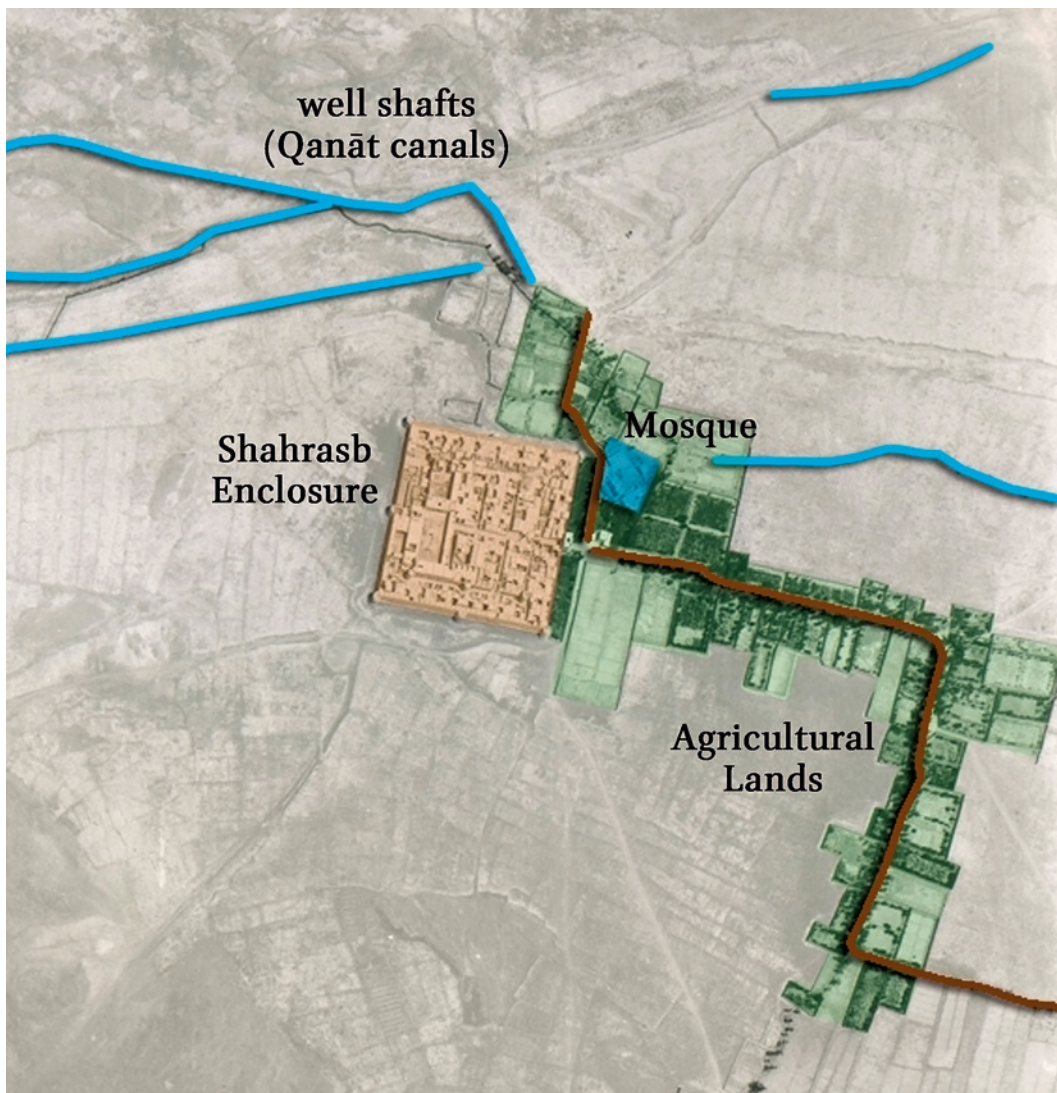 well shafts
(Qanāt canals)
Mosque
Shahrasb
Enclosure
Agricultural
Lands